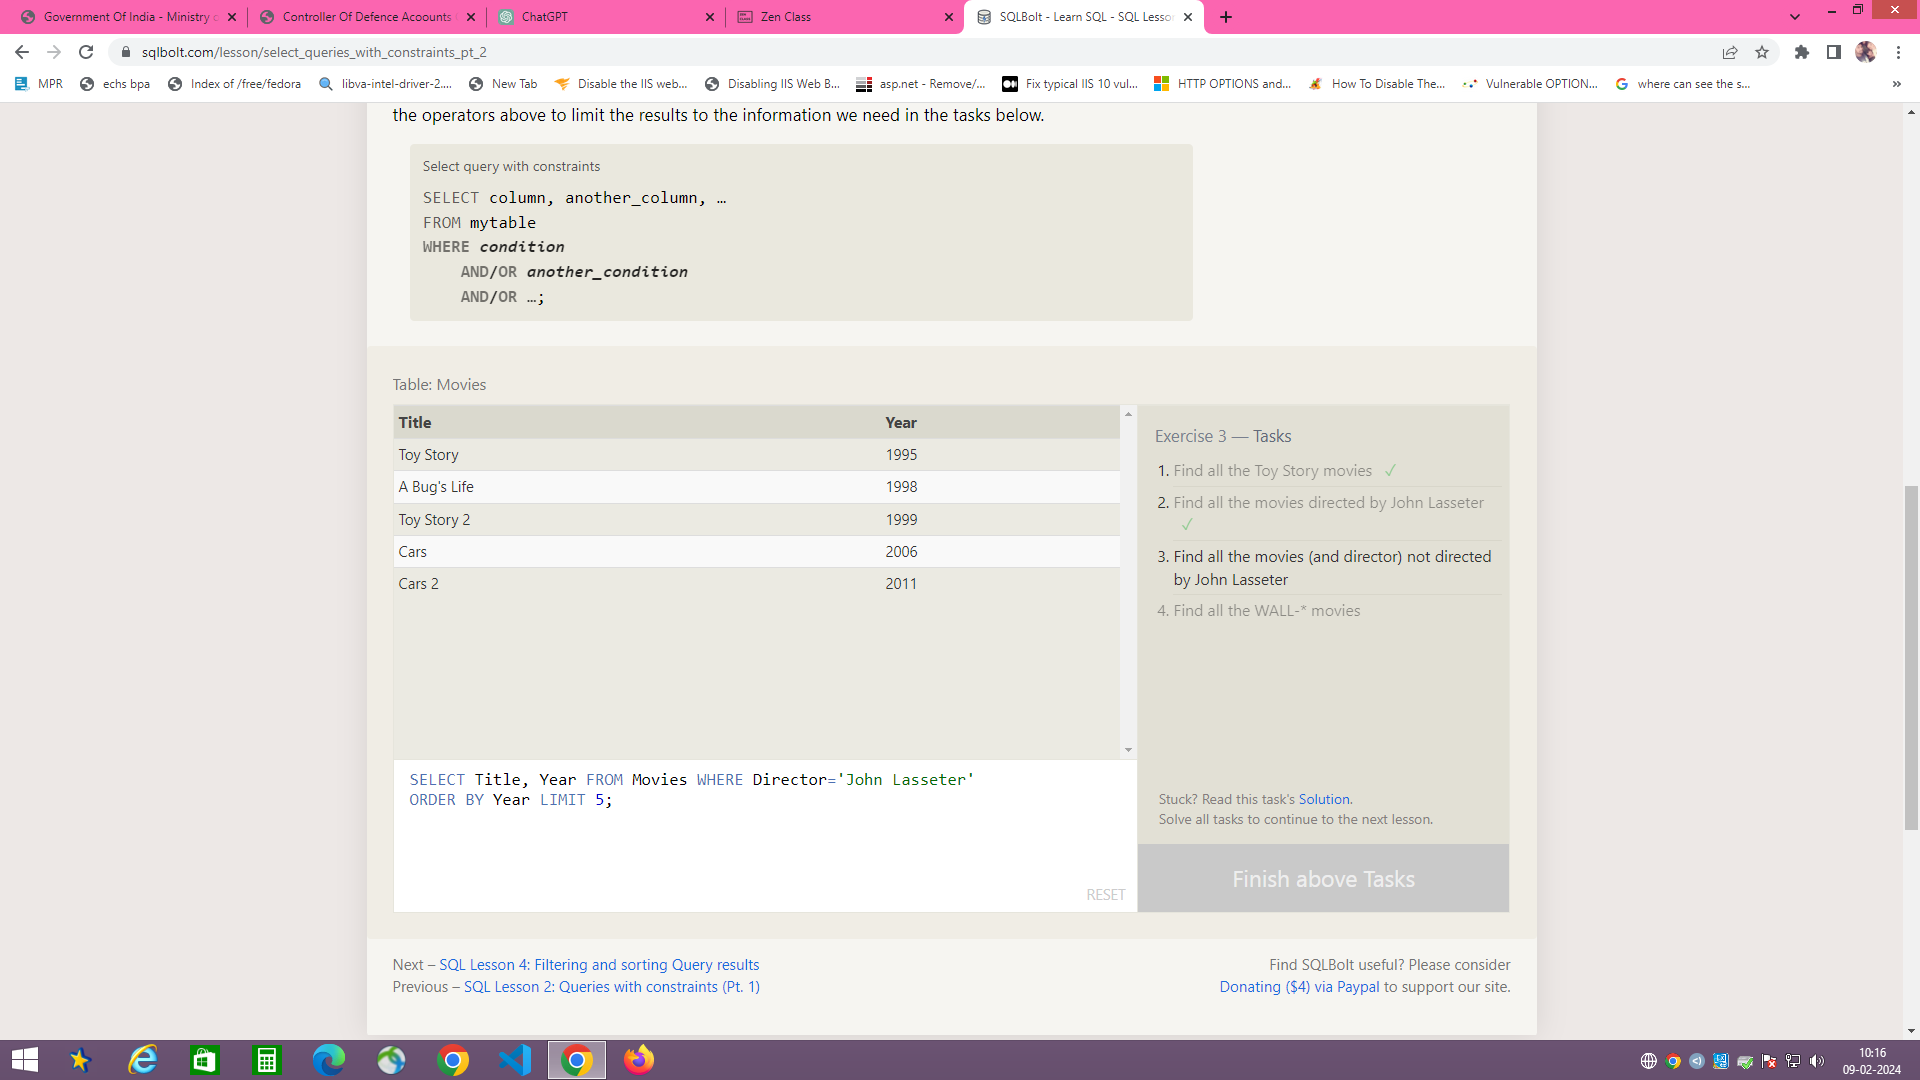 Government Of India - Ministry
Controller Of Defence Acoounts
ChatGPT
Zen Class
SQLBolt - Learn SQL - SQL Lesson
sqlbolt.com/lesson/select_queries_with_constraints_pt_2
MPR
echs bpa
Index of /free/fedora
libva-intel-driver-2....
New Tab
Disable the IIS web...
Disabling IIS Web B...
asp.net - Remove/...
Fix typical IIS 10 vul...
HTTP OPTIONS and...
How To Disable The...
Vulnerable OPTION...
where can see the s...
the operators above to limit the results to the information we need in the tasks below.
Select query with constraints
SELECT column, another_column, …
FROM mytable
WHERE condition
AND/OR another_condition
AND/OR …;
Table: Movies
Title Year
Toy Story 1995
A Bug's Life 1998
Toy Story 2 1999
Cars 2006
Cars 2 2011
SELECT Title, Year FROM Movies WHERE Director='John Lasseter'
ORDER BY Year LIMIT 5;
RESET
Exercise 3 — Tasks
1. Find all the Toy Story movies ✓
2. Find all the movies directed by John Lasseter
✓
3. Find all the movies (and director) not directed
by John Lasseter
4. Find all the WALL-* movies
Stuck? Read this task's Solution.
Solve all tasks to continue to the next lesson.
Finish above Tasks
Next – SQL Lesson 4: Filtering and sorting Query results
Previous – SQL Lesson 2: Queries with constraints (Pt. 1)
Find SQLBolt useful? Please consider
Donating ($4) via Paypal to support our site.
10:16
09-02-2024